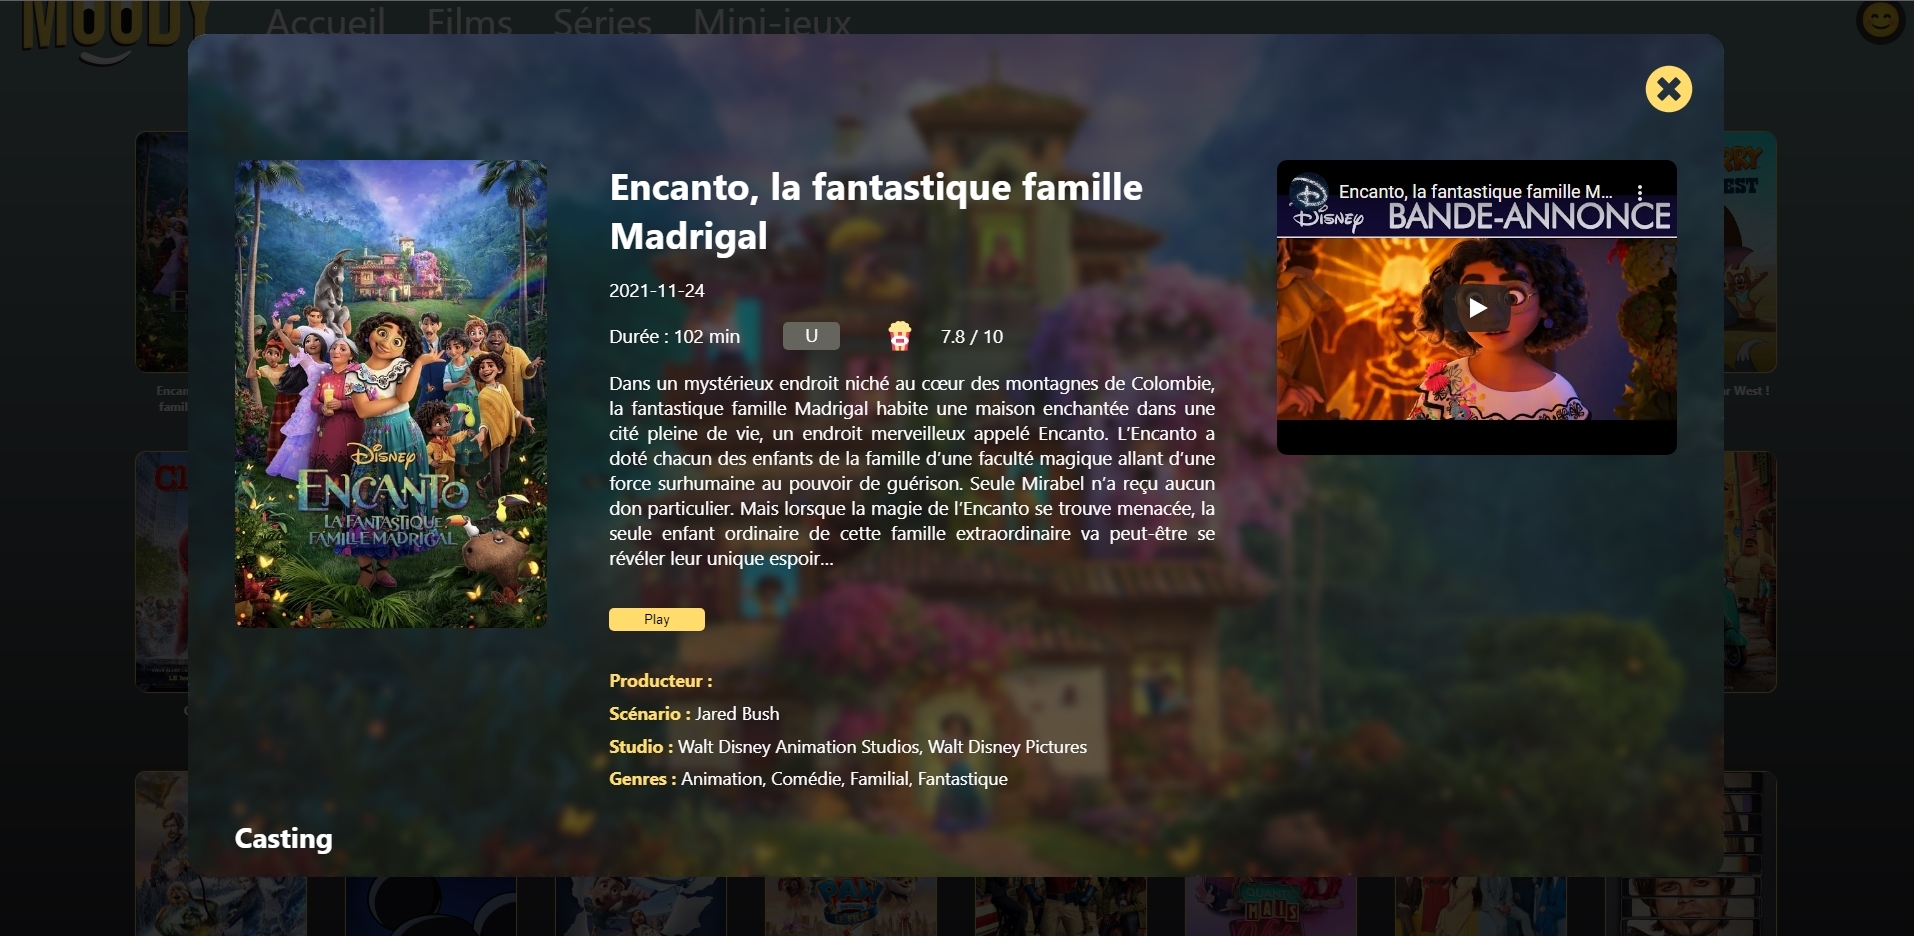 MOODY
Accueil Films Séries Mini-jeux
Encanto, la fantastique famille
Madrigal
2021-11-24
Durée : 102 min U 7.8 / 10
Dans un mystérieux endroit niché au cœur des montagnes de Colombie,
la fantastique famille Madrigal habite une maison enchantée dans une
cité pleine de vie, un endroit merveilleux appelé Encanto. L’Encanto a
doté chacun des enfants de la famille d’une faculté magique allant d’une
force surhumaine au pouvoir de guérison. Seule Mirabel n’a reçu aucun
don particulier. Mais lorsque la magie de l’Encanto se trouve menacée, la
seule enfant ordinaire de cette famille extraordinaire va peut-être se
révéler leur unique espoir...
Play
Producteur :
Scénario : Jared Bush
Studio : Walt Disney Animation Studios, Walt Disney Pictures
Genres : Animation, Comédie, Familial, Fantastique
Casting
Disney
ENCANTO
LA FANTASTIQUE
FAMILLE MADRIGAL
Encanto, la fantastique famille M...
Disney BANDE-ANNONCE
Encan
famil
r West !